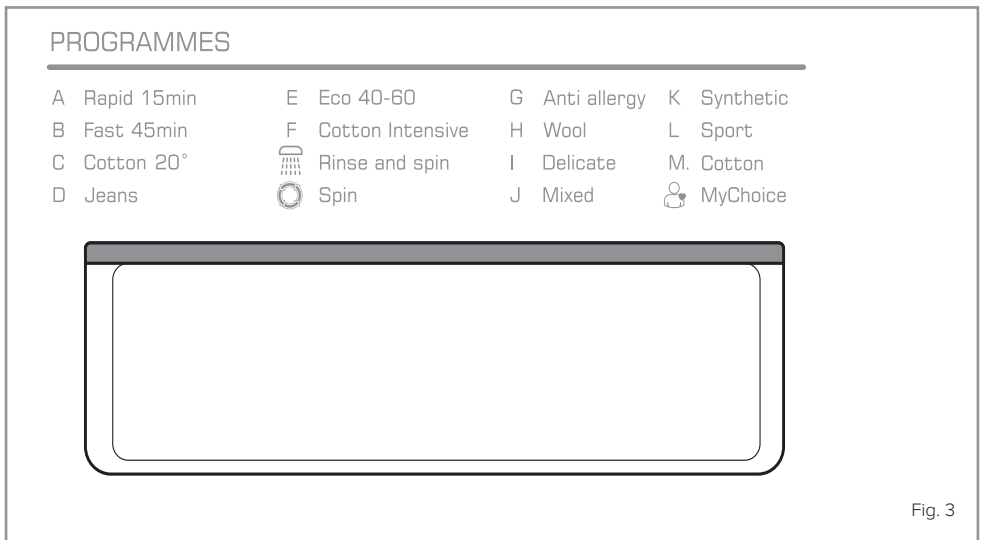 PROGRAMMES
A Rapid 15min E Eco 40-60 G Anti allergy K Synthetic
B Fast 45min F Cotton Intensive H Wool L Sport
C Cotton 20° Rinse and spin I Delicate M. Cotton
D Jeans Spin J Mixed MyChoice
Fig. 3